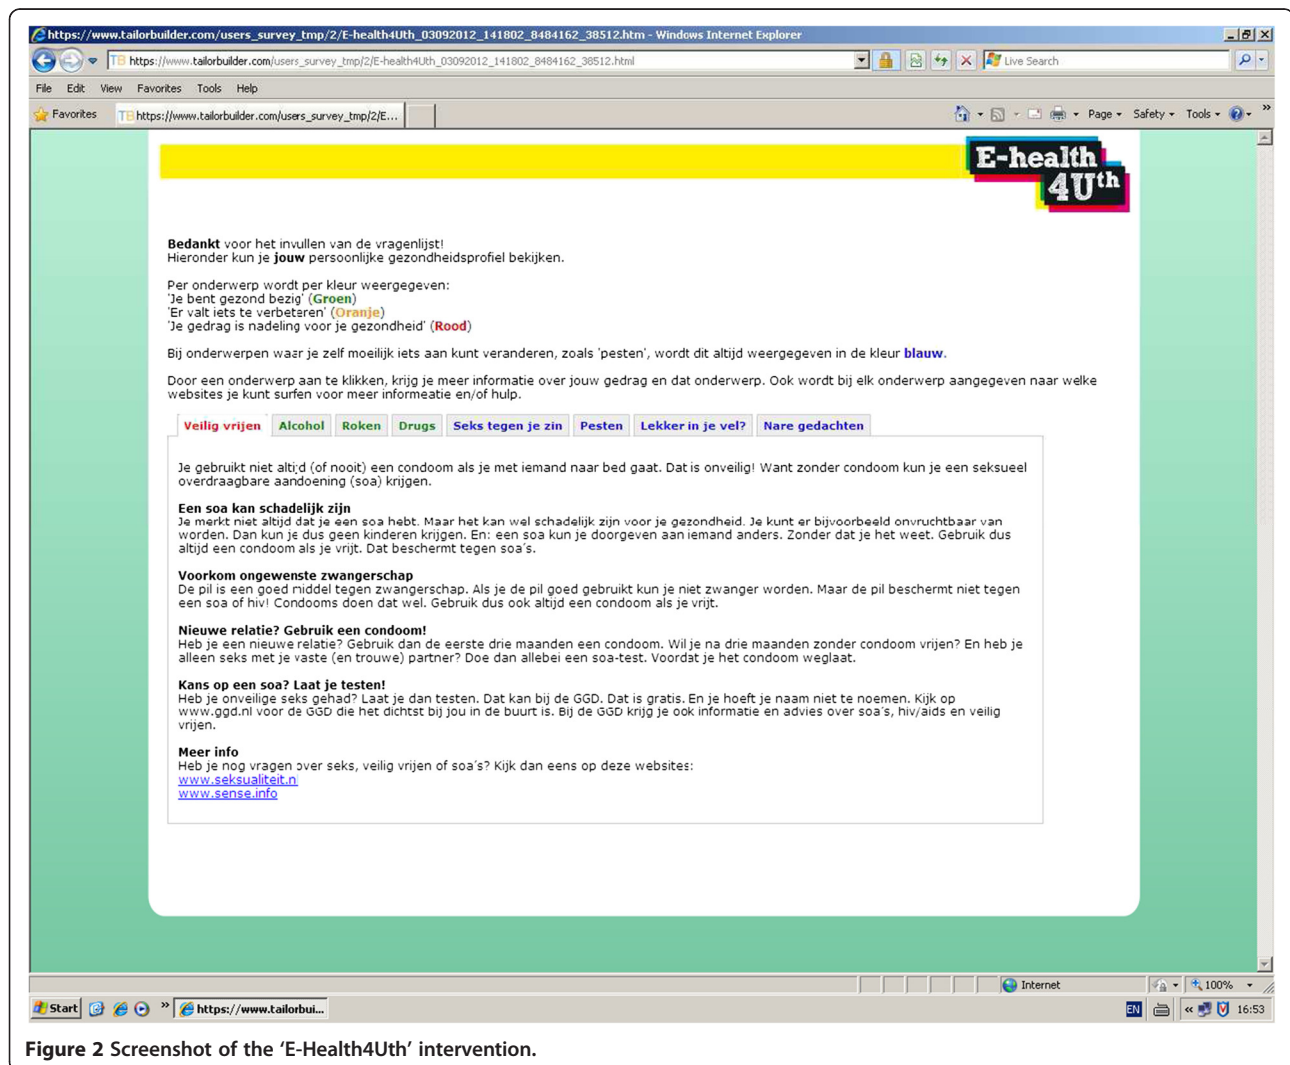 https://www.tailorbuilder.com/users_survey_tmp/2/E-health4Uth_03092012_141802_8484162_38512.htm - Windows Internet Explorer
TB https://www.tailorbuilder.com/users_survey_tmp/2/E-health4Uth_03092012_141802_8484162_38512.html
Live Search
File Edit View Favorites Tools Help
Favorites TB https://www.tailorbuilder.com/users_survey_tmp/2/E... Page Safety Tools »
E-health
4Uth
Bedankt voor het invullen van de vragenlijst!
Hieronder kun je jouw persoonlijke gezondheidsprofiel bekijken.
Per onderwerp wordt per kleur weergegeven:
'Je bent gezond bezig' (Groen)
'Er valt iets te verbeteren' (Oranje)
'Je gedrag is nadeling voor je gezondheid' (Rood)
Bij onderwerpen waar je zelf moeilijk iets aan kunt veranderen, zoals 'pesten', wordt dit altijd weergegeven in de kleur blauw.
Door een onderwerp aan te klikken, krijg je meer informatie over jouw gedrag en dat onderwerp. Ook wordt bij elk onderwerp aangegeven naar welke
websites je kunt surfen voor meer informeatie en/of hulp.
Veilig vrijen Alcohol Roken Drugs Seks tegen je zin Pesten Lekker in je vel? Nare gedachten
Je gebruikt niet altijd (of nooit) een condoom als je met iemand naar bed gaat. Dat is onveilig! Want zonder condoom kun je een seksueel
overdraagbare aandoening (soa) krijgen.
Een soa kan schadelijk zijn
Je merkt niet altijd dat je een soa hebt. Maar het kan wel schadelijk zijn voor je gezondheid. Je kunt er bijvoorbeeld onvruchtbaar van
worden. Dan kun je dus geen kinderen krijgen. En: een soa kun je doorgeven aan iemand anders. Zonder dat je het weet. Gebruik dus
altijd een condoom als je vrijt. Dat beschermt tegen soa's.
Voorkom ongewenste zwangerschap
De pil is een goed middel tegen zwangerschap. Als je de pil goed gebruikt kun je niet zwanger worden. Maar de pil beschermt niet tegen
een soa of hiv! Condooms doen dat wel. Gebruik dus ook altijd een condoom als je vrijt.
Nieuwe relatie? Gebruik een condoom!
Heb je een nieuwe relatie? Gebruik dan de eerste drie maanden een condoom. Wil je na drie maanden zonder condoom vrijen? En heb je
alleen seks met je vaste (en trouwe) partner? Doe dan allebei een soa-test. Voordat je het condoom weglaat.
Kans op een soa? Laat je testen!
Heb je onveilige seks gehad? Laat je dan testen. Dat kan bij de GGD. Dat is gratis. En je hoeft je naam niet te noemen. Kijk op
www.ggd.nl voor de GGD die het dichtst bij jou in de buurt is. Bij de GGD krijg je ook informatie en advies over soa's, hiv/aids en veilig
vrijen.
Meer info
Heb je nog vragen over seks, veilig vrijen of soa's? Kijk dan eens op deze websites:
www.seksualiteit.nl
www.sense.info
Internet 100%
Start » https://www.tailorbui... EN « 16:53
Figure 2 Screenshot of the 'E-Health4Uth' intervention.